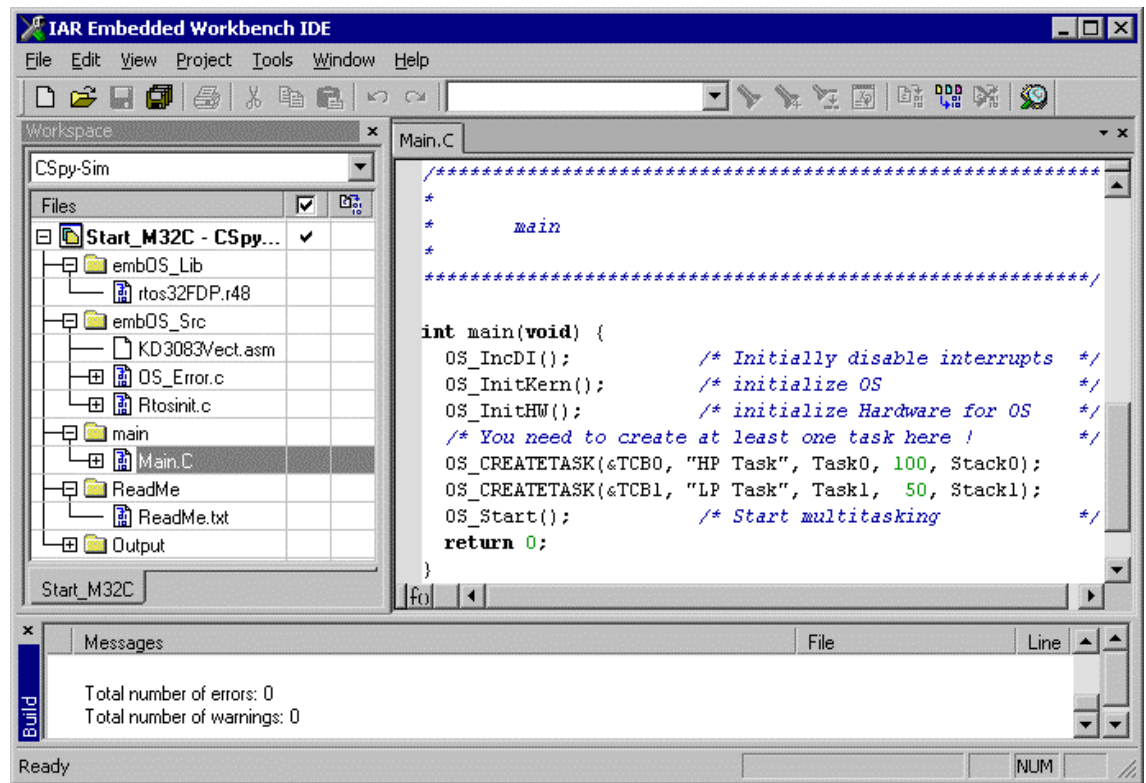 IAR Embedded Workbench IDE
File Edit View Project Tools Window Help
Workspace
CSpy-Sim
Files
Start_M32C - CSpy...
embOS_Lib
rtos32FDP.r48
embOS_Src
KD3083Vect.asm
OS_Error.c
Rtosinit.c
main
Main.C
ReadMe
ReadMe.txt
Output
Start_M32C
Main.C
/*********************************************************
*
*       main
*
*********************************************************/
int main(void) {
  OS_IncDI();           /* Initially disable interrupts  */
  OS_InitKern();        /* initialize OS                 */
  OS_InitHW();          /* initialize Hardware for OS    */
  /* You need to create at least one task here !         */
  OS_CREATETASK(&TCB0, "HP Task", Task0, 100, Stack0);
  OS_CREATETASK(&TCB1, "LP Task", Task1,  50, Stack1);
  OS_Start();           /* Start multitasking            */
  return 0;
}
fo
Build
Messages File Line
Total number of errors: 0
Total number of warnings: 0
Ready NUM